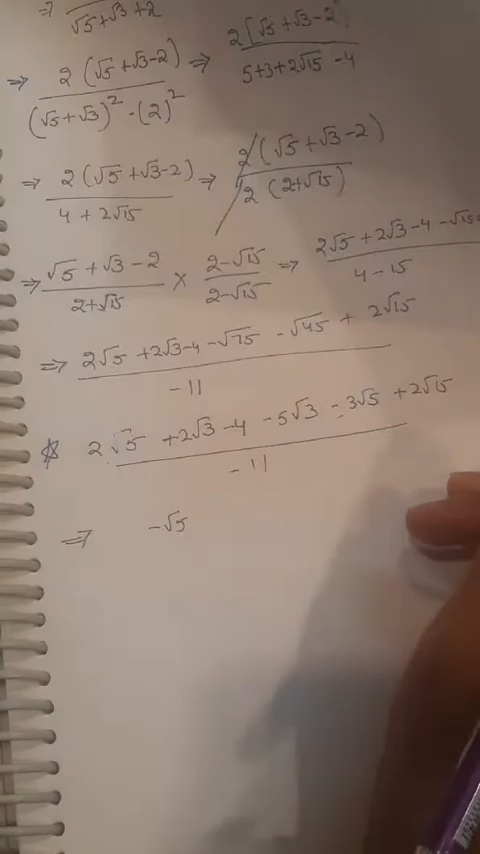 ⇒ √5+√3+2
⇒ 2(√5+√3-2) / (√5+√3)² - (2)² ⇒ 2[√5+√3-2] / 5+3+2√15 -4
⇒ 2(√5+√3-2) / 4+2√15 ⇒ 2(√5+√3-2) / 2(2+√15)
⇒ √5+√3-2 / 2+√15 × 2-√15 / 2-√15 ⇒ 2√5+2√3-4-√15 / 4-15
⇒ 2√5+2√3-4-√75-√45+2√15 / -11
2√5+2√3-4-5√3-3√5+2√15 / -11
⇒ -√5